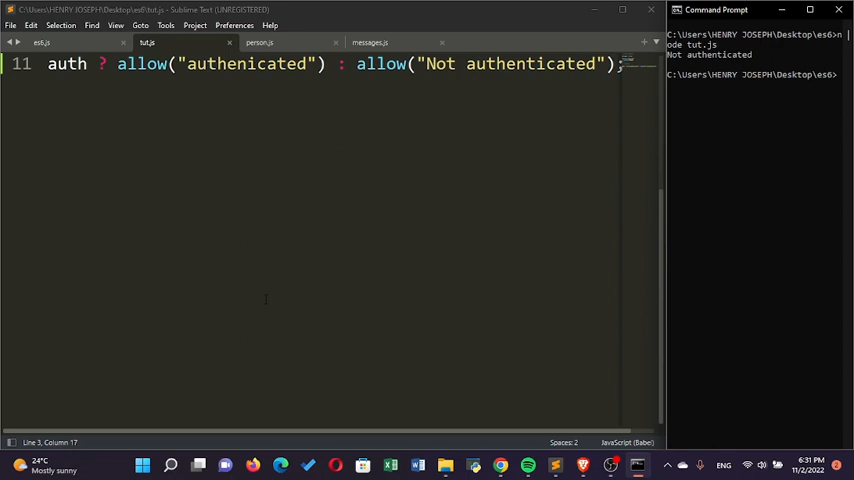 C:\Users\HENRY JOSEPH\Desktop\es6\tut.js - Sublime Text (UNREGISTERED)
File Edit Selection Find View Goto Tools Project Preferences Help
es6.js tut.js person.js messages.js
11 auth ? allow("authenicated") : allow("Not authenticated");
Line 3, Column 17
Spaces: 2
JavaScript (Babel)
Command Prompt
C:\Users\HENRY JOSEPH\Desktop\es6>n
ode tut.js
Not authenticated
C:\Users\HENRY JOSEPH\Desktop\es6>
24°C
Mostly sunny
ENG
6:31 PM
11/2/2022